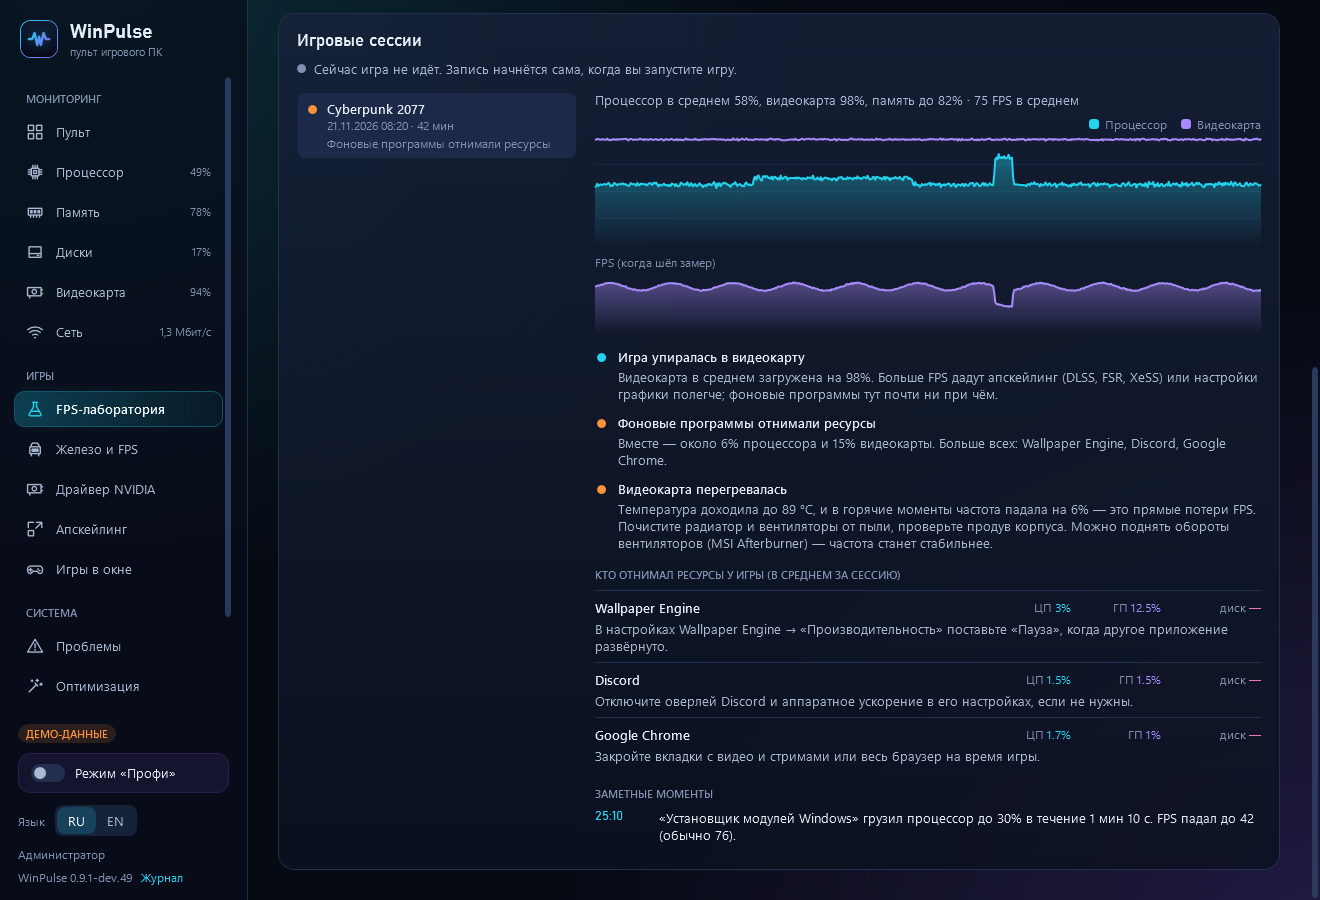 WinPulse
пульт игрового ПК
МОНИТОРИНГ
Пульт
Процессор 49%
Память 78%
Диски 17%
Видеокарта 94%
Сеть 1,3 Мбит/с
ИГРЫ
FPS-лаборатория
Железо и FPS
Драйвер NVIDIA
Апскейлинг
Игры в окне
СИСТЕМА
Проблемы
Оптимизация
ДЕМО-ДАННЫЕ
Режим «Профи»
Язык RU EN
Администратор
WinPulse 0.9.1-dev.49 Журнал
Игровые сессии
Сейчас игра не идёт. Запись начнётся сама, когда вы запустите игру.
Cyberpunk 2077
21.11.2026 08:20 · 42 мин
Фоновые программы отнимали ресурсы
Процессор в среднем 58%, видеокарта 98%, память до 82% · 75 FPS в среднем
Процессор Видеокарта
FPS (когда шёл замер)
Игра упиралась в видеокарту
Видеокарта в среднем загружена на 98%. Больше FPS дадут апскейлинг (DLSS, FSR, XeSS) или настройки
графики полегче; фоновые программы тут почти ни при чём.
Фоновые программы отнимали ресурсы
Вместе — около 6% процессора и 15% видеокарты. Больше всех: Wallpaper Engine, Discord, Google
Chrome.
Видеокарта перегревалась
Температура доходила до 89 °C, и в горячие моменты частота падала на 6% — это прямые потери FPS.
Почистите радиатор и вентиляторы от пыли, проверьте продув корпуса. Можно поднять обороты
вентиляторов (MSI Afterburner) — частота станет стабильнее.
КТО ОТНИМАЛ РЕСУРСЫ У ИГРЫ (В СРЕДНЕМ ЗА СЕССИЮ)
Wallpaper Engine ЦП 3% ГП 12.5% диск —
В настройках Wallpaper Engine → «Производительность» поставьте «Пауза», когда другое приложение
развёрнуто.
Discord ЦП 1.5% ГП 1.5% диск —
Отключите оверлей Discord и аппаратное ускорение в его настройках, если не нужны.
Google Chrome ЦП 1.7% ГП 1% диск —
Закройте вкладки с видео и стримами или весь браузер на время игры.
ЗАМЕТНЫЕ МОМЕНТЫ
25:10 «Установщик модулей Windows» грузил процессор до 30% в течение 1 мин 10 с. FPS падал до 42
(обычно 76).